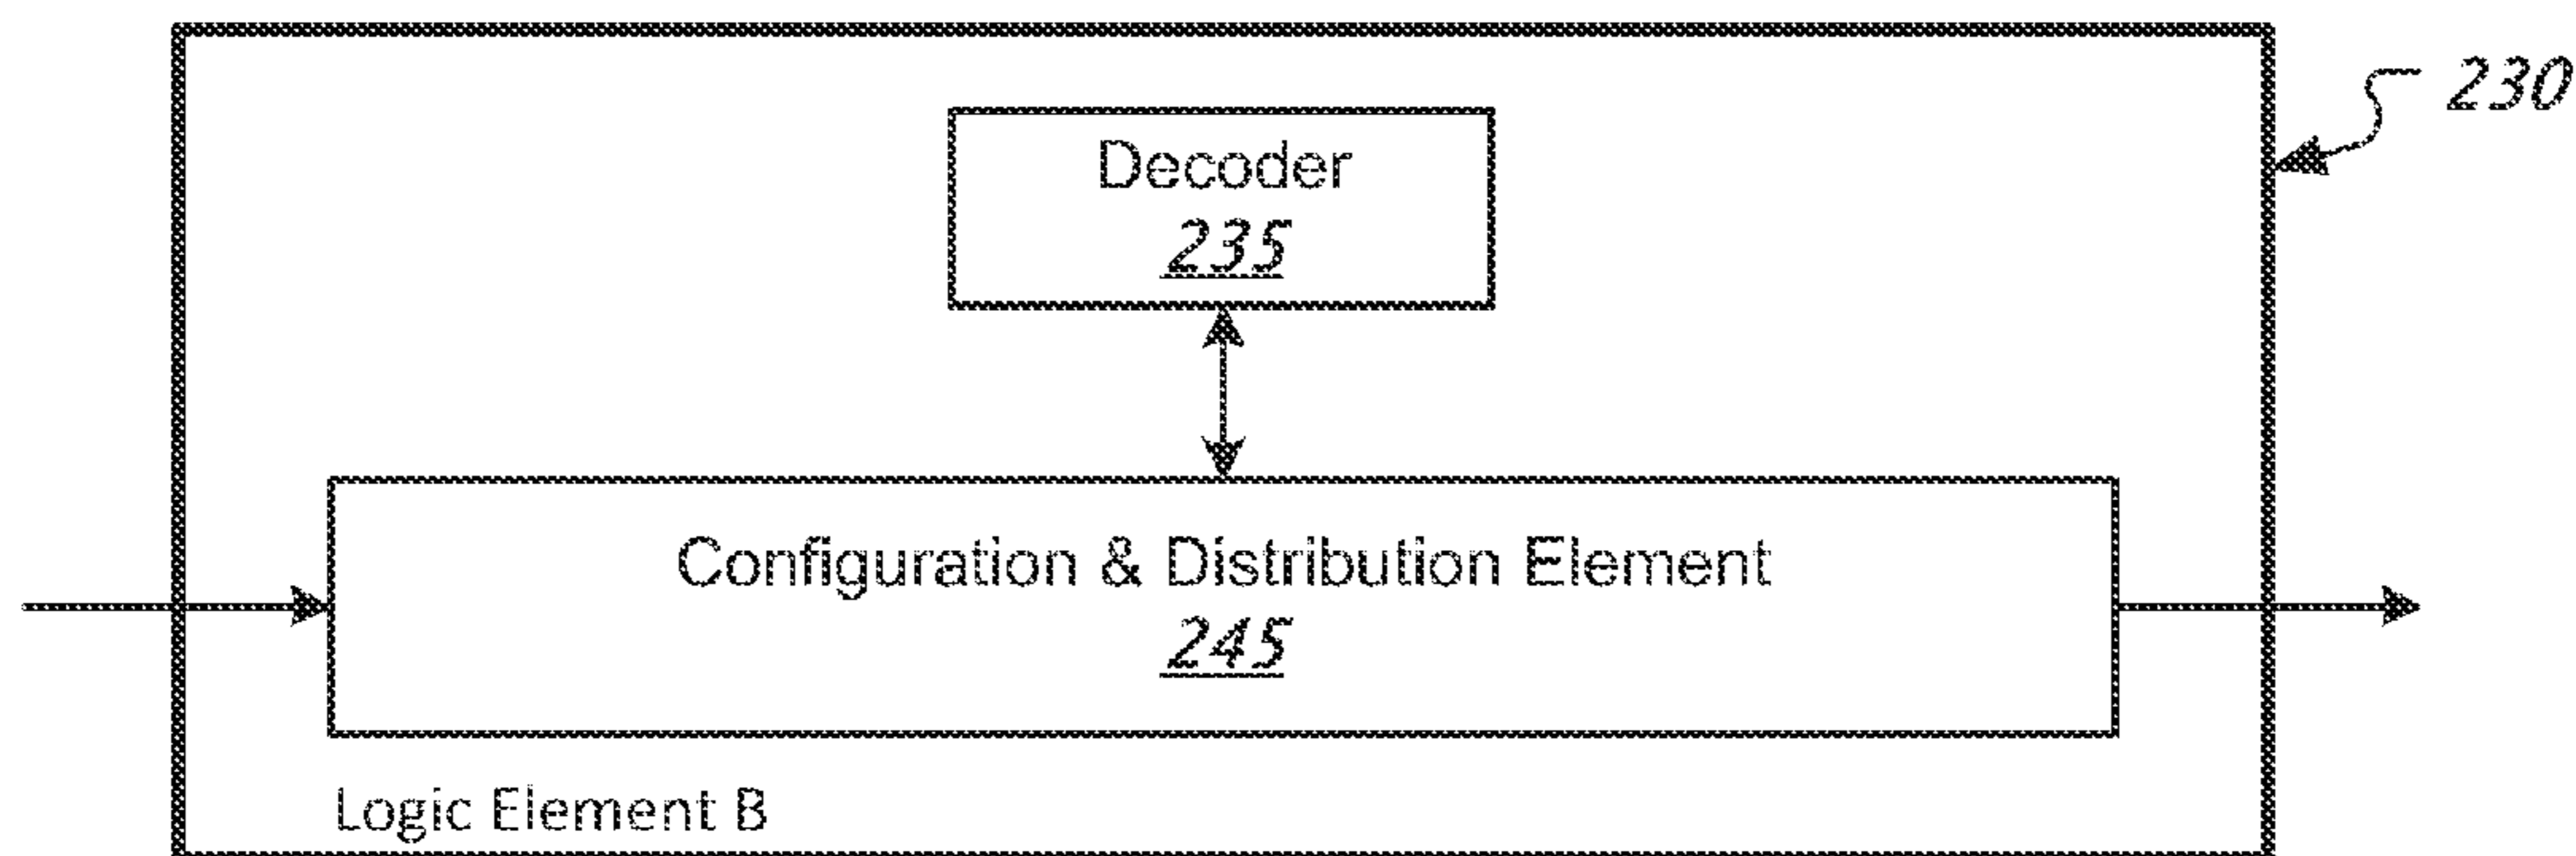 230
Decoder
235
Configuration & Distribution Element
245
Logic Element B